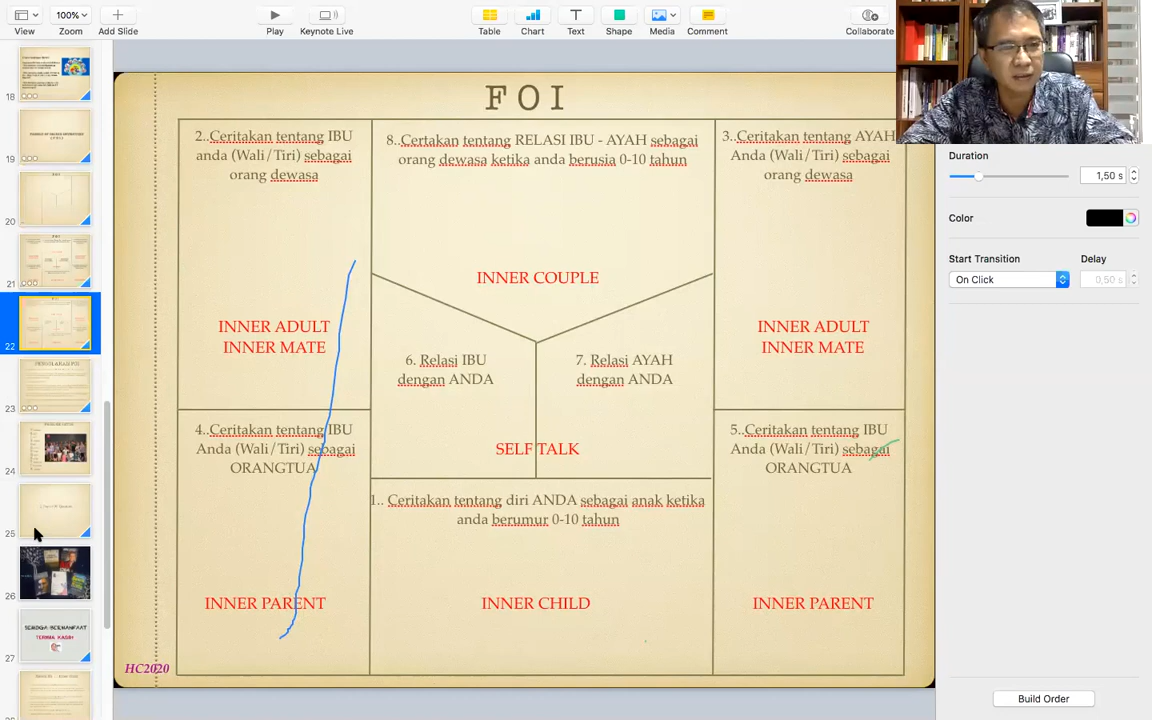 View
100%
Zoom
Add Slide
Play
Keynote Live
Table
Chart
Text
Shape
Media
Comment
Collaborate
18
19
20
21
22
23
24
25
26
27
SEMOGA BERMANFAAT
TERIMA KASIH
F O I
2..Ceritakan tentang IBU
anda (Wali/Tiri) sebagai
orang dewasa
INNER ADULT
INNER MATE
8..Certakan tentang RELASI IBU - AYAH sebagai
orang dewasa ketika anda berusia 0-10 tahun
INNER COUPLE
3..Ceritakan tentang AYAH
Anda (Wali/Tiri) sebagai
orang dewasa
INNER ADULT
INNER MATE
6. Relasi IBU
dengan ANDA
7. Relasi AYAH
dengan ANDA
SELF TALK
4..Ceritakan tentang IBU
Anda (Wali/Tiri) sebagai
ORANGTUA
INNER PARENT
1.. Ceritakan tentang diri ANDA sebagai anak ketika
anda berumur 0-10 tahun
INNER CHILD
5..Ceritakan tentang IBU
Anda (Wali/Tiri) sebagai
ORANGTUA
INNER PARENT
HC2020
Duration
1,50 s
Color
Start Transition
Delay
On Click
0,50 s
Build Order